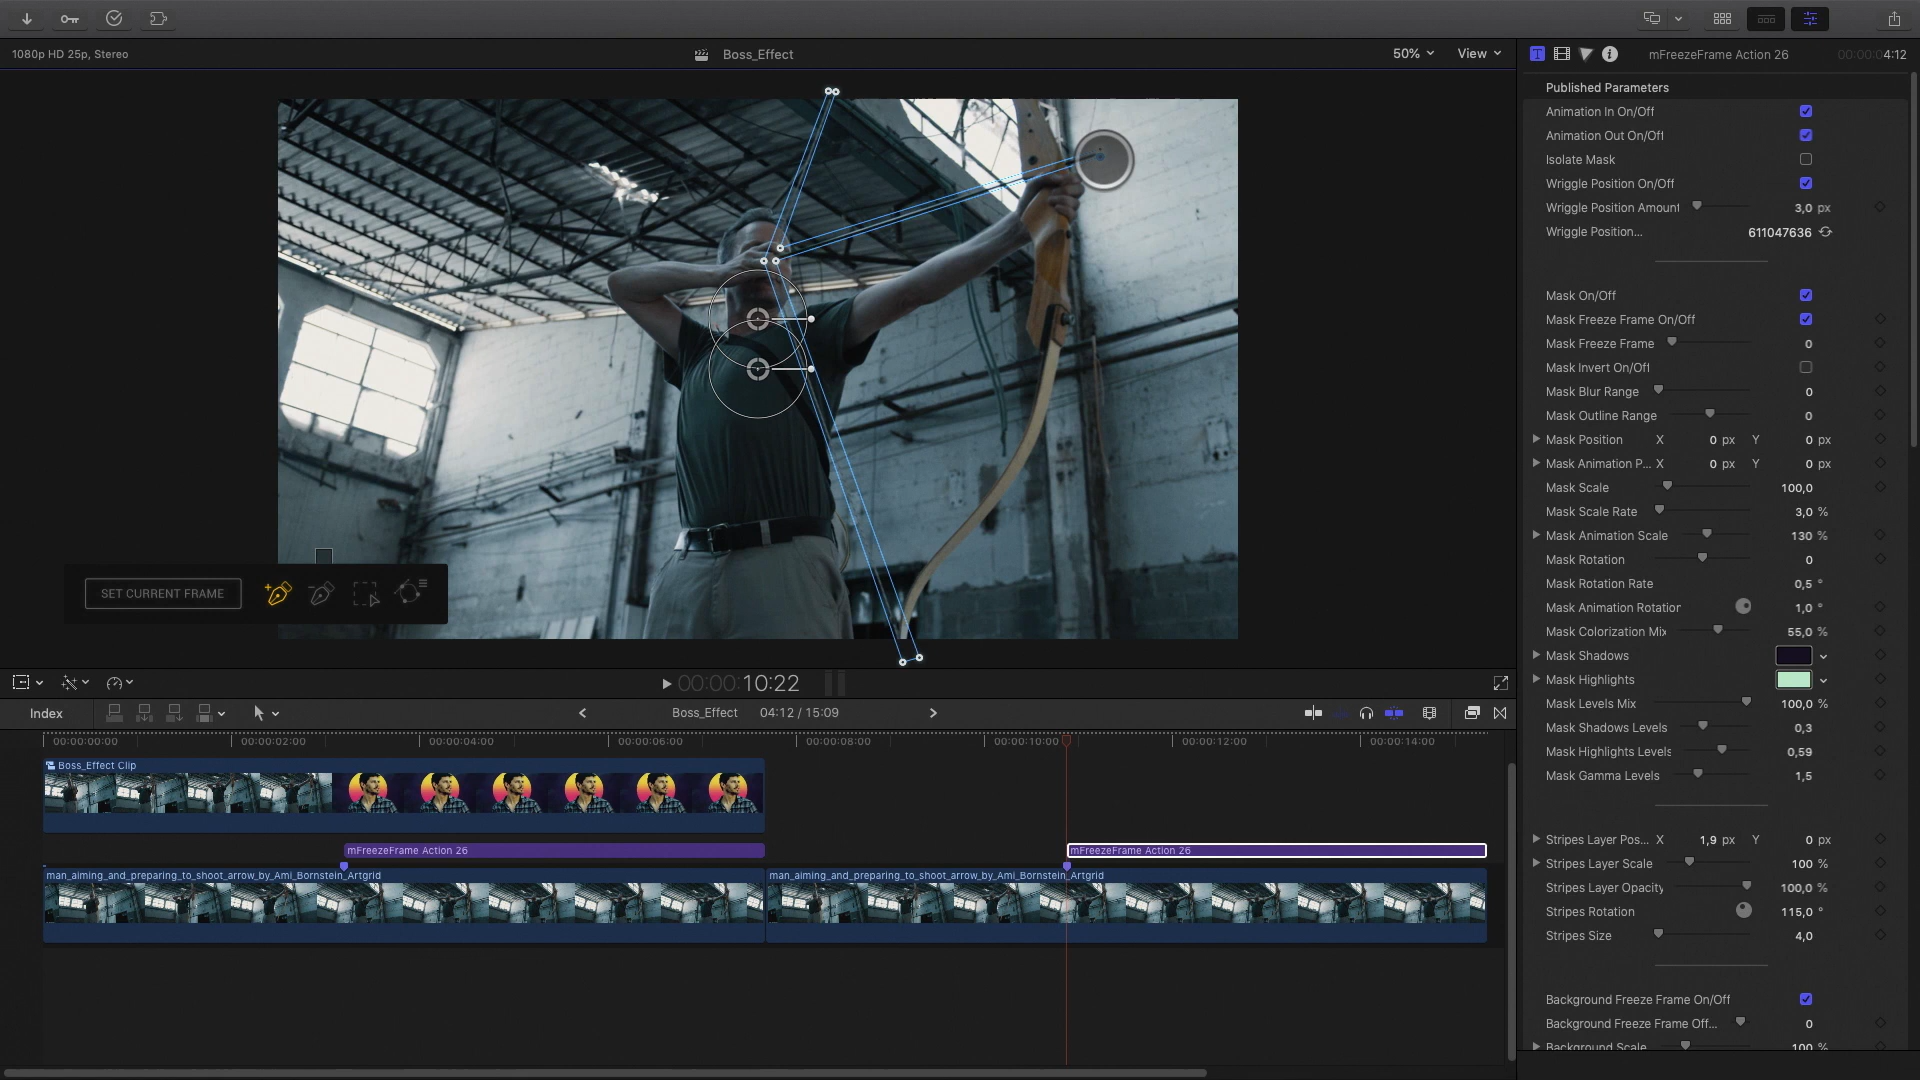 1080p HD 25p, Stereo
Boss_Effect
50%
View
mFreezeFrame Action 26
00:00:04:12
Published Parameters
Animation In On/Off
Animation Out On/Off
Isolate Mask
Wriggle Position On/Off
Wriggle Position Amount 3,0 px
Wriggle Position... 611047636
Mask On/Off
Mask Freeze Frame On/Off
Mask Freeze Frame 0
Mask Invert On/Off
Mask Blur Range 0
Mask Outline Range 0
Mask Position X 0 px Y 0 px
Mask Animation P... X 0 px Y 0 px
Mask Scale 100,0
Mask Scale Rate 3,0 %
Mask Animation Scale 130 %
Mask Rotation 0
Mask Rotation Rate 0,5 °
Mask Animation Rotation 1,0 °
Mask Colorization Mix 55,0 %
Mask Shadows
Mask Highlights
Mask Levels Mix 100,0 %
Mask Shadows Levels 0,3
Mask Highlights Levels 0,59
Mask Gamma Levels 1,5
Stripes Layer Pos... X 1,9 px Y 0 px
Stripes Layer Scale 100 %
Stripes Layer Opacity 100,0 %
Stripes Rotation 115,0 °
Stripes Size 4,0
Background Freeze Frame On/Off
Background Freeze Frame Off... 0
Background Scale 100 %
SET CURRENT FRAME
00:00:10:22
Index
Boss_Effect 04:12 / 15:09
00:00:00:00 00:00:02:00 00:00:04:00 00:00:06:00 00:00:08:00 00:00:10:00 00:00:12:00 00:00:14:00
Boss_Effect Clip
mFreezeFrame Action 26
mFreezeFrame Action 26
man_aiming_and_preparing_to_shoot_arrow_by_Ami_Bornstein_Artgrid
man_aiming_and_preparing_to_shoot_arrow_by_Ami_Bornstein_Artgrid